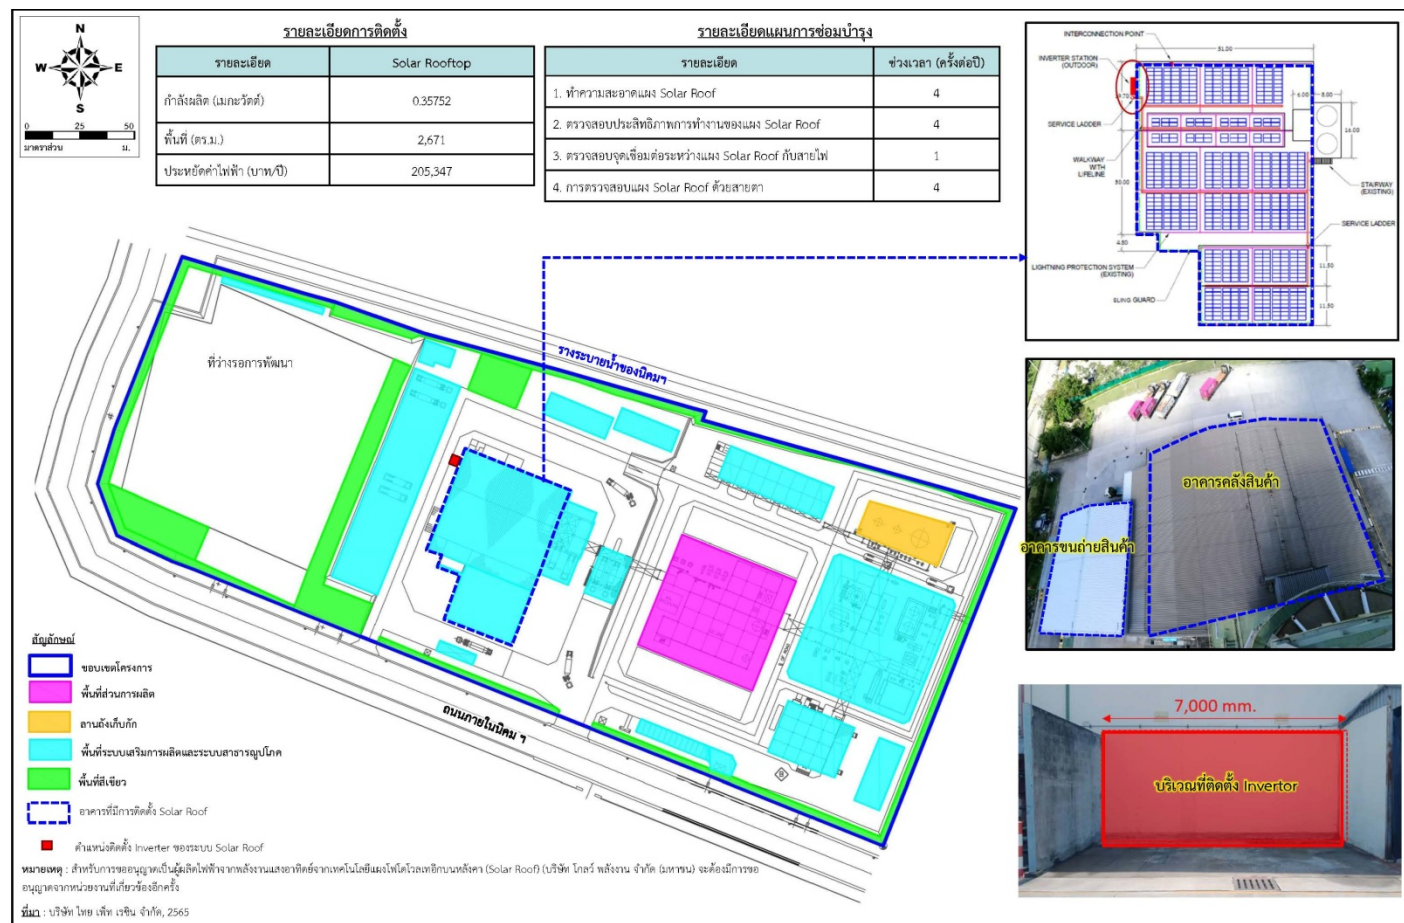 N
W
E
S
0 25 50
มาตราส่วน ม.
รายละเอียดการติดตั้ง
รายละเอียด Solar Rooftop
กำลังผลิต (เมกะวัตต์) 0.35752
พื้นที่ (ตร.ม.) 2,671
ประหยัดค่าไฟฟ้า (บาท/ปี) 205,347
รายละเอียดแผนการซ่อมบำรุง
รายละเอียด ช่วงเวลา (ครั้งต่อปี)
1. ทำความสะอาดแผง Solar Roof 4
2. ตรวจสอบประสิทธิภาพการทำงานของแผง Solar Roof 4
3. ตรวจสอบจุดเชื่อมต่อระหว่างแผง Solar Roof กับสายไฟ 1
4. การตรวจสอบแผง Solar Roof ด้วยสายตา 4
INTERCONNECTION POINT
51.00
INVERTER STATION
(OUTDOOR)
6.00 8.00
SERVICE LADDER
16.00
WALKWAY
WITH
LIFELINE
50.00
STAIRWAY
(EXISTING)
SERVICE LADDER
4.80
LIGHTNING PROTECTION SYSTEM
(EXISTING)
11.50
11.50
SLING GUARD
ที่ว่างรอการพัฒนา
รางระบายน้ำของนิคมฯ
ถนนภายในนิคม ฯ
อาคารคลังสินค้า
อาคารขนถ่ายสินค้า
7,000 mm.
บริเวณที่ติดตั้ง Invertor
สัญลักษณ์
ขอบเขตโครงการ
พื้นที่ส่วนการผลิต
ลานถังเก็บกัก
พื้นที่ระบบเสริมการผลิตและระบบสาธารณูปโภค
พื้นที่สีเขียว
อาคารที่มีการติดตั้ง Solar Roof
ตำแหน่งติดตั้ง Inverter ของระบบ Solar Roof
หมายเหตุ : สำหรับการขออนุญาตเป็นผู้ผลิตไฟฟ้าจากพลังงานแสงอาทิตย์จากเทคโนโลยีแผงโฟโตโวลเทอิกบนหลังคา (Solar Roof) (บริษัท โกลว์ พลังงาน จำกัด (มหาชน) จะต้องมีการขอ
อนุญาตจากหน่วยงานที่เกี่ยวข้องอีกครั้ง
ที่มา : บริษัท ไทย เพ็ท เรซิน จำกัด, 2565